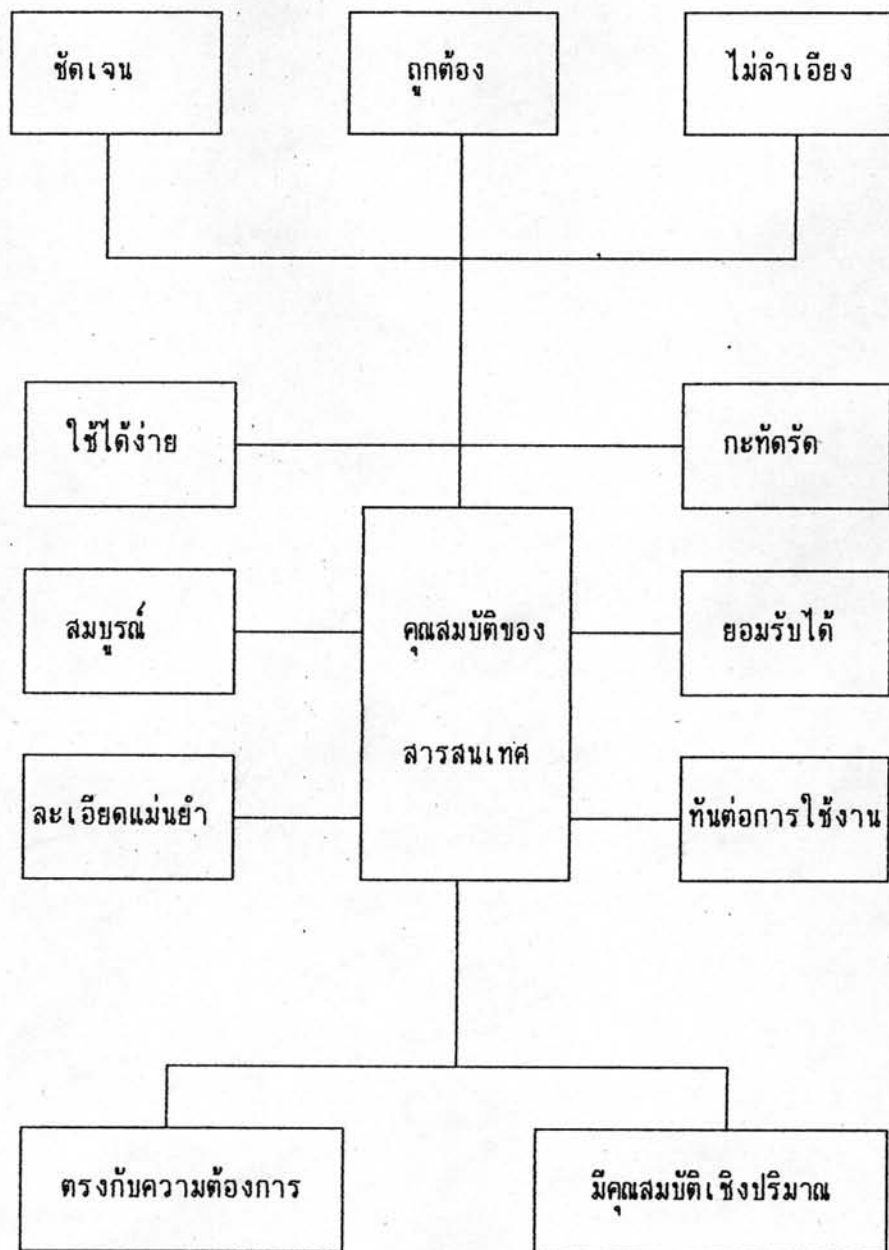 ชัดเจน
ถูกต้อง
ไม่ลำเอียง
ใช้ได้ง่าย
กะทัดรัด
สมบูรณ์
คุณสมบัติของ
ยอมรับได้
สารสนเทศ
ละเอียดแม่นยำ
ทันต่อการใช้งาน
ตรงกับความต้องการ
มีคุณสมบัติเชิงปริมาณ